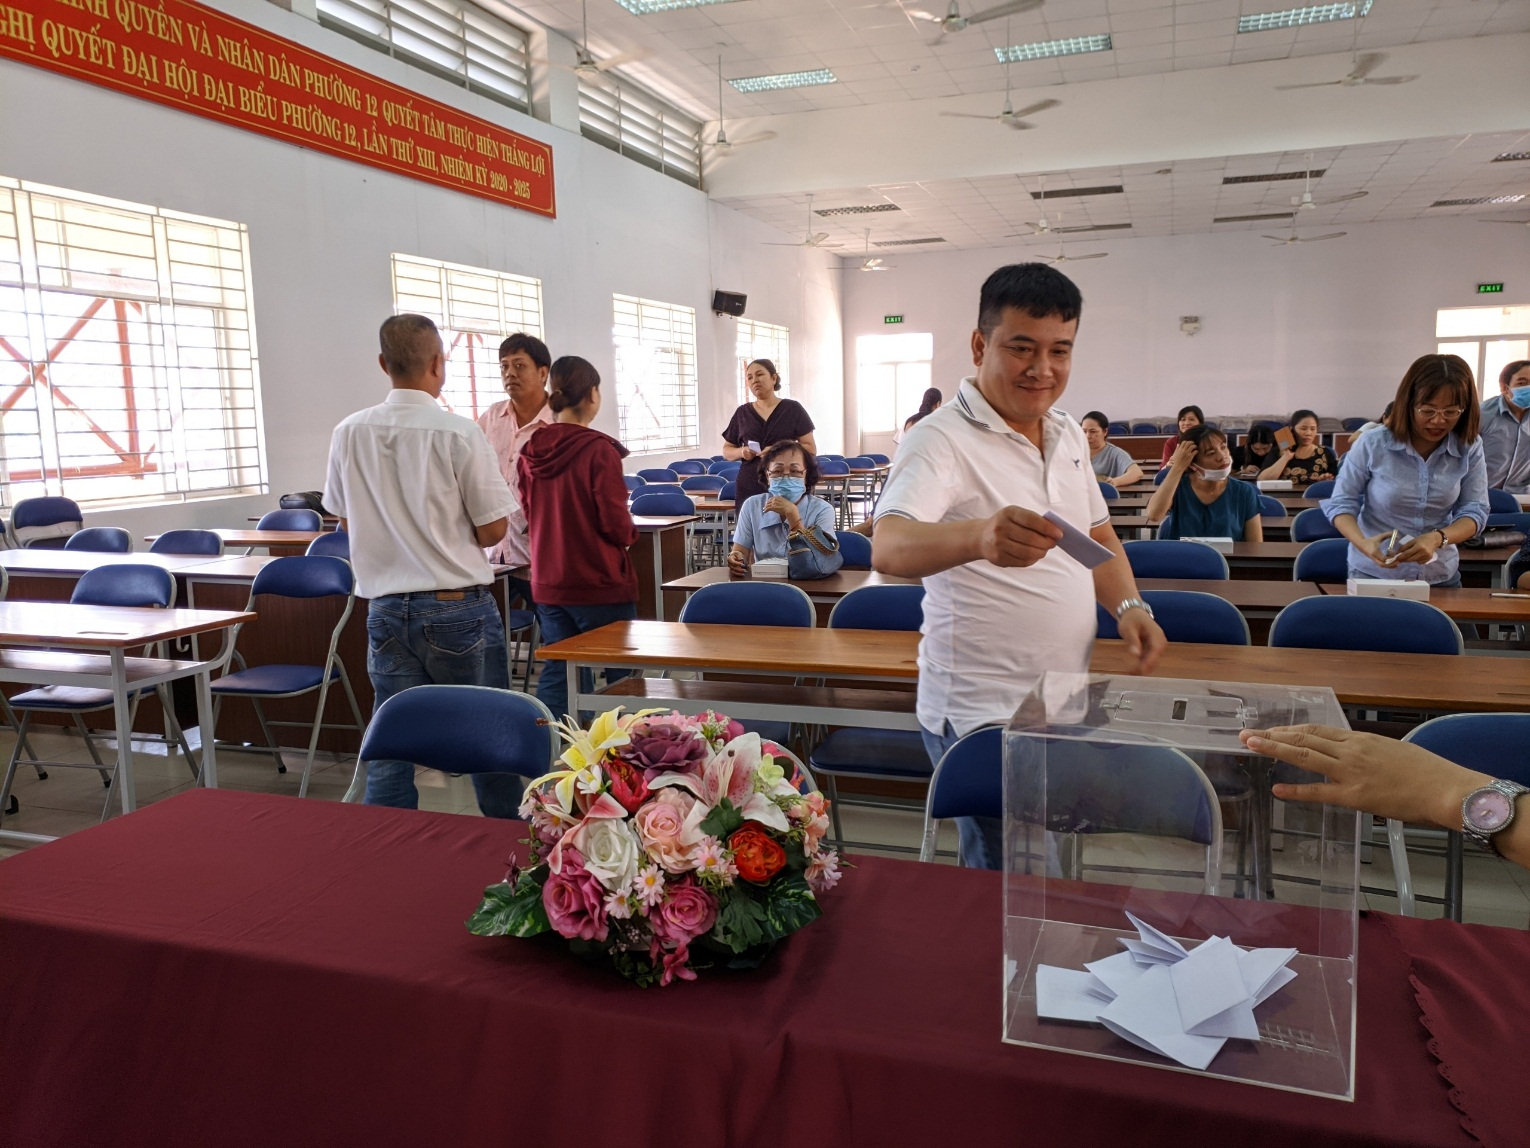 CHÍNH QUYỀN VÀ NHÂN DÂN PHƯỜNG 12 QUYẾT TÂM THỰC HIỆN THẮNG LỢI
NGHỊ QUYẾT ĐẠI HỘI ĐẠI BIỂU PHƯỜNG 12, LẦN THỨ XIII, NHIỆM KỲ 2020 - 2025
EXIT
EXIT